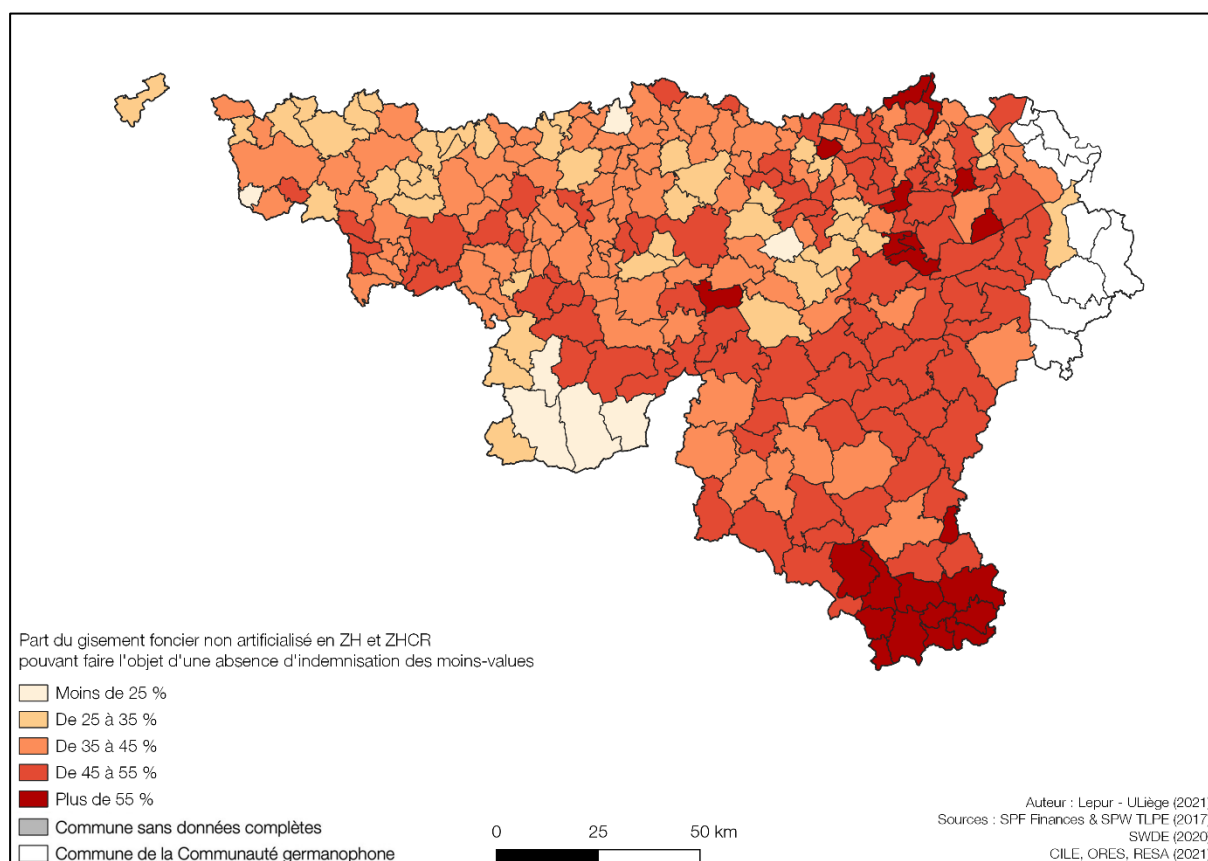 Part du gisement foncier non artificialisé en ZH et ZHCR
pouvant faire l'objet d'une absence d'indemnisation des moins-values
Moins de 25 %
De 25 à 35 %
De 35 à 45 %
De 45 à 55 %
Plus de 55 %
Commune sans données complètes
Commune de la Communauté germanophone
0 25 50 km
Auteur : Lepur - ULiège (2021)
Sources : SPF Finances & SPW TLPE (2017)
SWDE (2020)
CILE, ORES, RESA (2021)